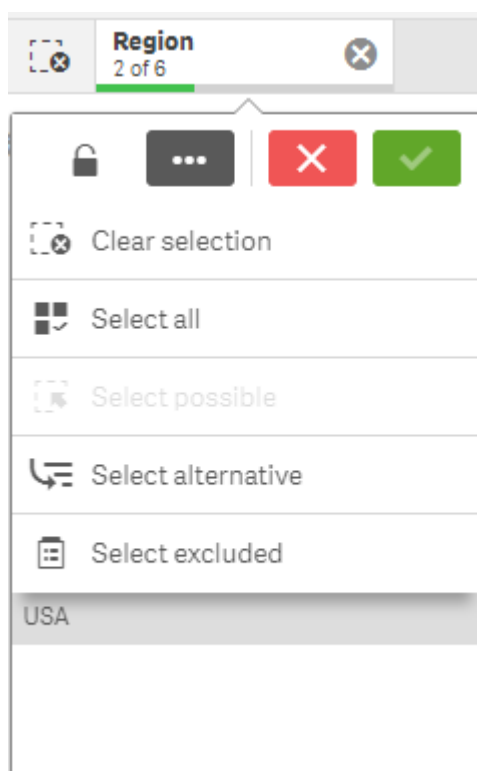 Region
2 of 6
Clear selection
Select all
Select possible
Select alternative
Select excluded
USA